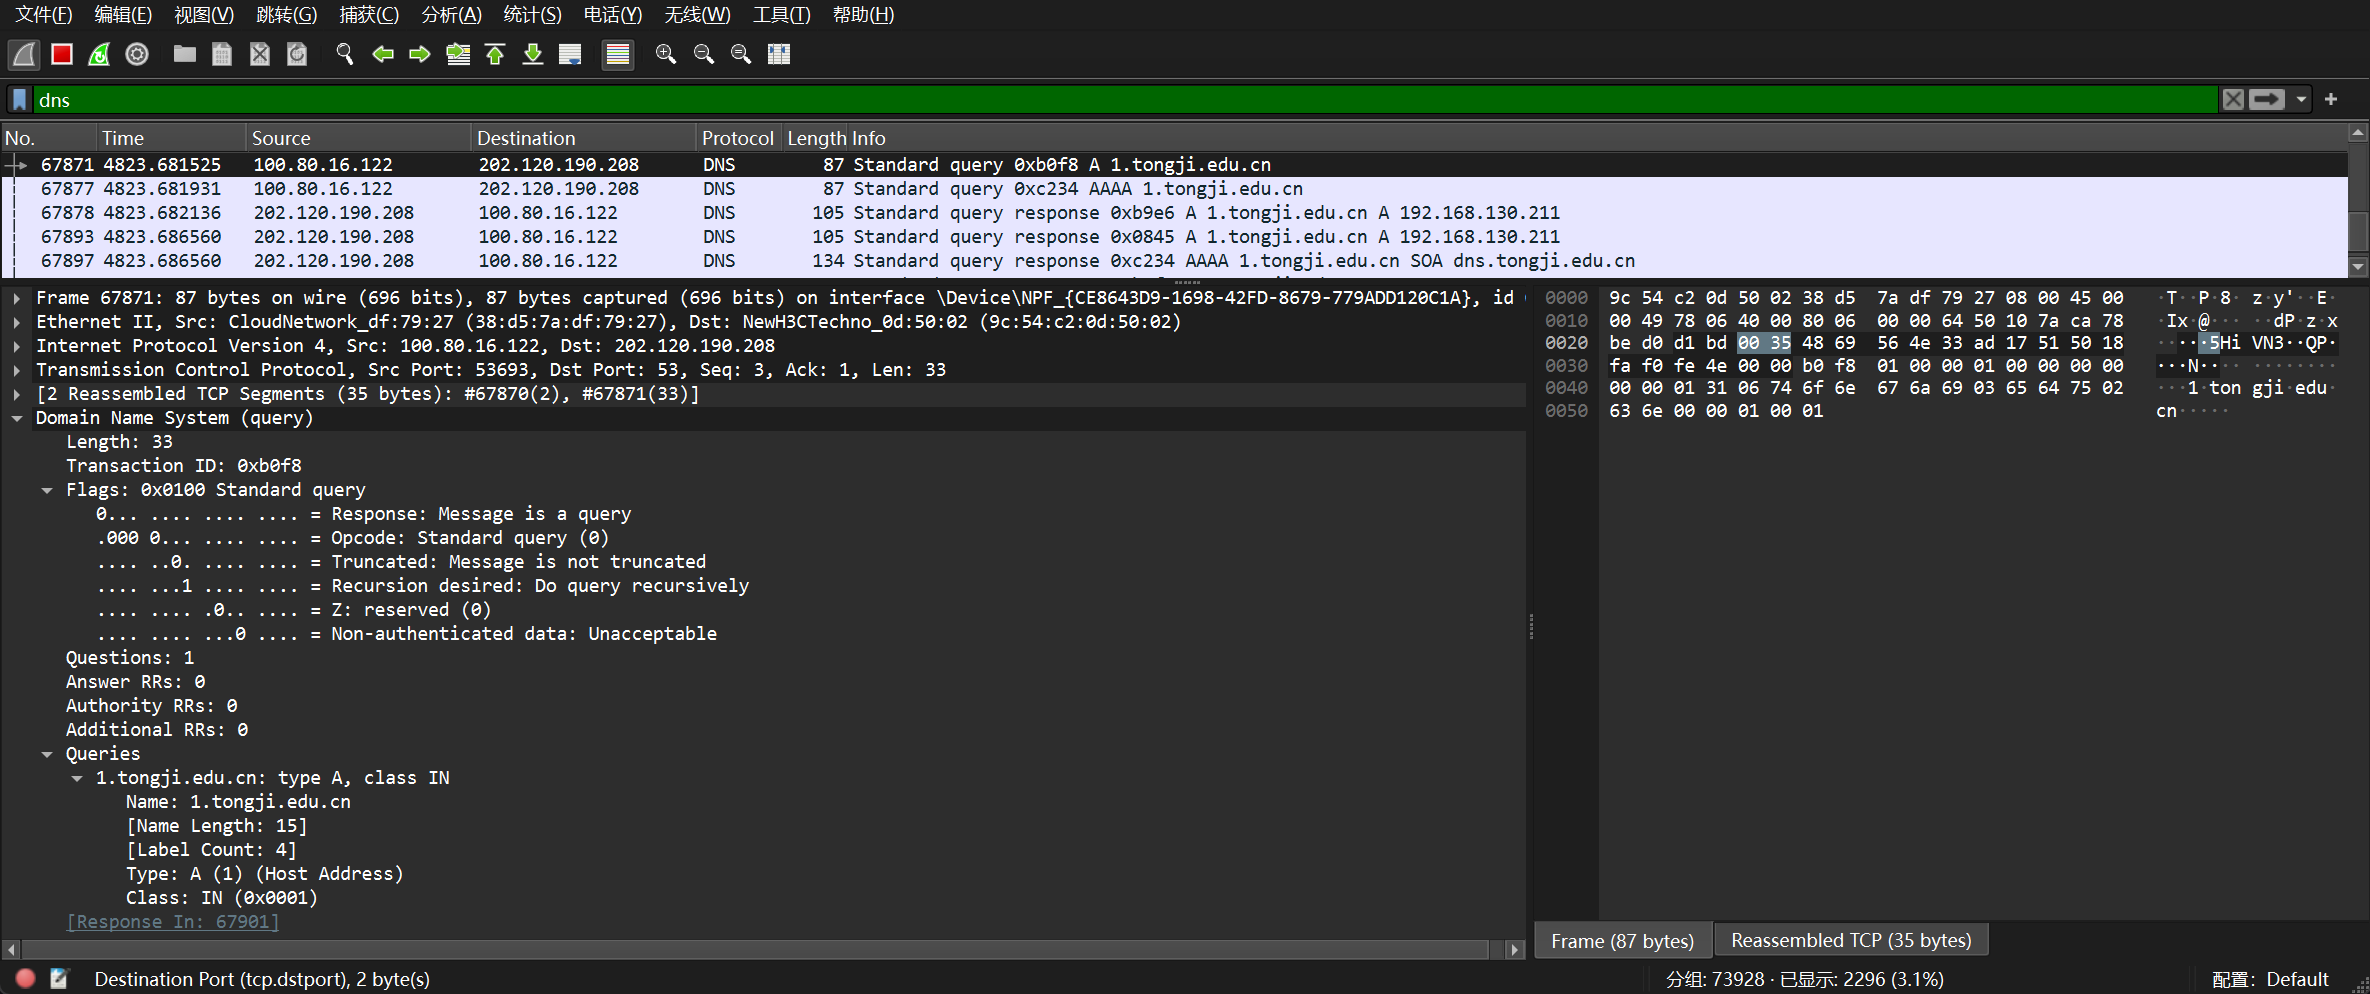 文件(F) 编辑(E) 视图(V) 跳转(G) 捕获(C) 分析(A) 统计(S) 电话(Y) 无线(W) 工具(T) 帮助(H)
dns
No. Time Source Destination Protocol Length Info
67871 4823.681525 100.80.16.122 202.120.190.208 DNS 87 Standard query 0xb0f8 A 1.tongji.edu.cn
67877 4823.681931 100.80.16.122 202.120.190.208 DNS 87 Standard query 0xc234 AAAA 1.tongji.edu.cn
67878 4823.682136 202.120.190.208 100.80.16.122 DNS 105 Standard query response 0xb9e6 A 1.tongji.edu.cn A 192.168.130.211
67893 4823.686560 202.120.190.208 100.80.16.122 DNS 105 Standard query response 0x0845 A 1.tongji.edu.cn A 192.168.130.211
67897 4823.686560 202.120.190.208 100.80.16.122 DNS 134 Standard query response 0xc234 AAAA 1.tongji.edu.cn SOA dns.tongji.edu.cn
Frame 67871: 87 bytes on wire (696 bits), 87 bytes captured (696 bits) on interface \Device\NPF_{CE8643D9-1698-42FD-8679-779ADD120C1A}, id
Ethernet II, Src: CloudNetwork_df:79:27 (38:d5:7a:df:79:27), Dst: NewH3CTechno_0d:50:02 (9c:54:c2:0d:50:02)
Internet Protocol Version 4, Src: 100.80.16.122, Dst: 202.120.190.208
Transmission Control Protocol, Src Port: 53693, Dst Port: 53, Seq: 3, Ack: 1, Len: 33
[2 Reassembled TCP Segments (35 bytes): #67870(2), #67871(33)]
Domain Name System (query)
Length: 33
Transaction ID: 0xb0f8
Flags: 0x0100 Standard query
0... .... .... .... = Response: Message is a query
.000 0... .... .... = Opcode: Standard query (0)
.... ..0. .... .... = Truncated: Message is not truncated
.... ...1 .... .... = Recursion desired: Do query recursively
.... .... .0.. .... = Z: reserved (0)
.... .... ...0 .... = Non-authenticated data: Unacceptable
Questions: 1
Answer RRs: 0
Authority RRs: 0
Additional RRs: 0
Queries
1.tongji.edu.cn: type A, class IN
Name: 1.tongji.edu.cn
[Name Length: 15]
[Label Count: 4]
Type: A (1) (Host Address)
Class: IN (0x0001)
[Response In: 67901]
0000 9c 54 c2 0d 50 02 38 d5 7a df 79 27 08 00 45 00 ·T··P·8· z·y'··E·
0010 00 49 78 06 40 00 80 06 00 00 64 50 10 7a ca 78 ·Ix·@··· ··dP·z·x
0020 be d0 d1 bd 00 35 48 69 56 4e 33 ad 17 51 50 18 ·····5Hi VN3··QP·
0030 fa f0 fe 4e 00 00 b0 f8 01 00 00 01 00 00 00 00 ···N···· ········
0040 00 00 01 31 06 74 6f 6e 67 6a 69 03 65 64 75 02 ···1·ton gji·edu·
0050 63 6e 00 00 01 00 01 cn·····
Frame (87 bytes) Reassembled TCP (35 bytes)
Destination Port (tcp.dstport), 2 byte(s) 分组: 73928 · 已显示: 2296 (3.1%) 配置: Default